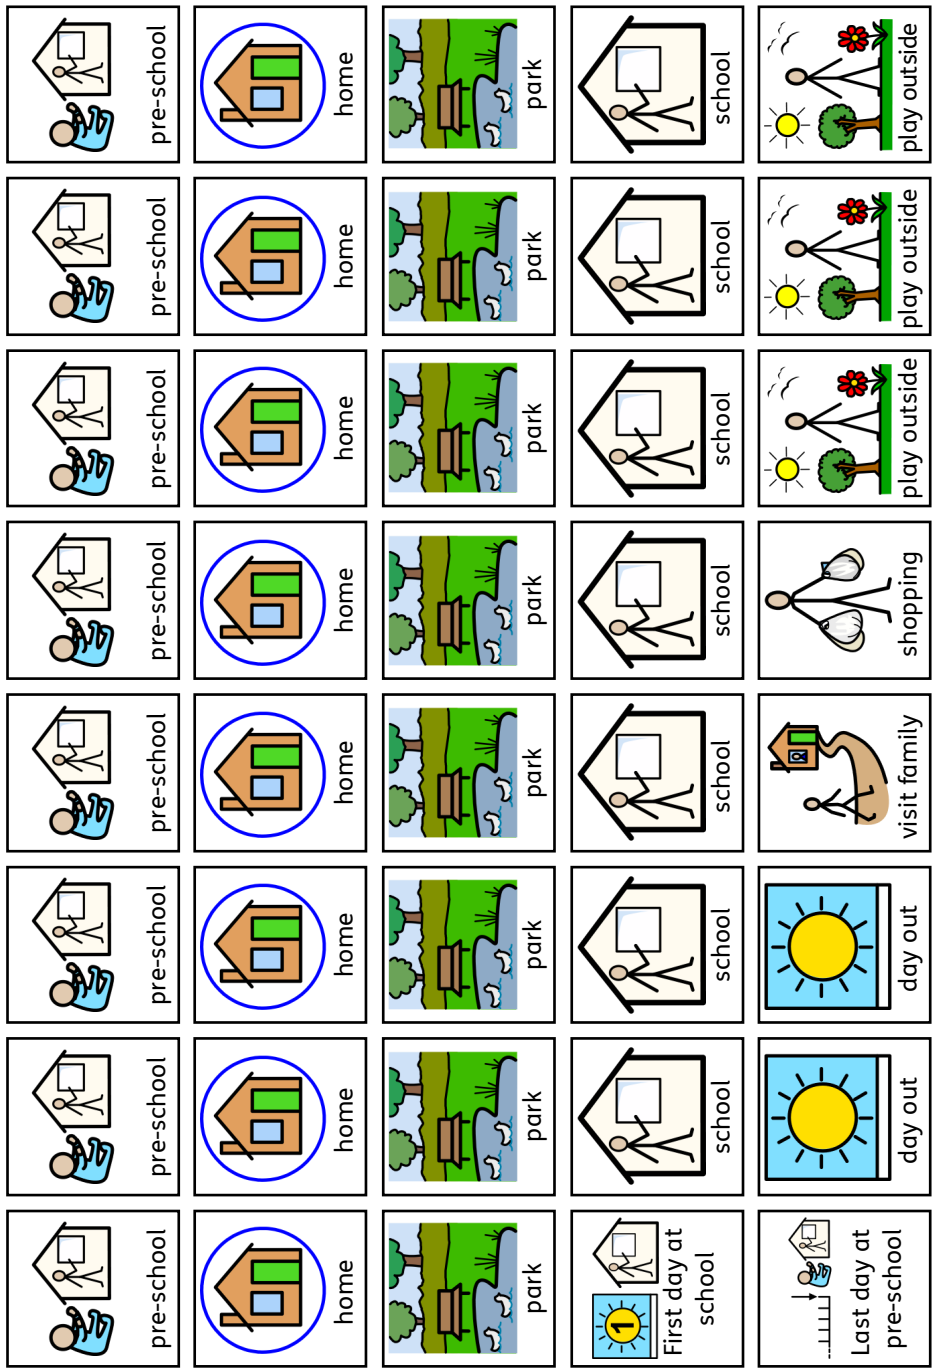 pre-school
pre-school
pre-school
pre-school
pre-school
pre-school
pre-school
pre-school
home
home
home
home
home
home
home
home
park
park
park
park
park
park
park
park
1
First day at
school
school
school
school
school
school
school
school
Last day at
pre-school
day out
day out
visit family
shopping
play outside
play outside
play outside